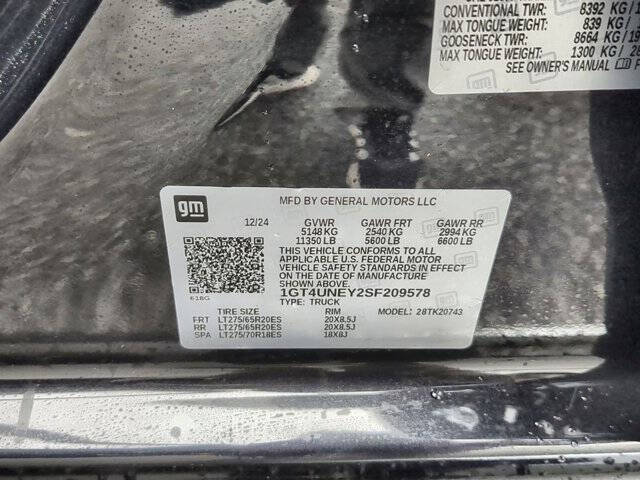 CONVENTIONAL TWR: 8392 KG/
MAX TONGUE WEIGHT: 839 KG/
GOOSENECK TWR: 8664 KG/19
MAX TONGUE WEIGHT: 1300 KG/
SEE OWNER'S MANUAL gm
gm
MFD BY GENERAL MOTORS LLC
12/24 GVWR GAWR FRT GAWR RR
5148 KG 2540 KG 2994 KG
11350 LB 5600 LB 6600 LB
THIS VEHICLE CONFORMS TO ALL
APPLICABLE U.S. FEDERAL MOTOR
VEHICLE SAFETY STANDARDS IN EFFECT
ON THE DATE OF MANUFACTURE
SHOWN ABOVE.
1GT4UNEY2SF209578
TYPE: TRUCK
E1BG
TIRE SIZE RIM MODEL: 28TK20743
FRT LT275/65R20ES 20X8.5J
RR LT275/65R20ES 20X8.5J
SPA LT275/70R18ES 18X8J